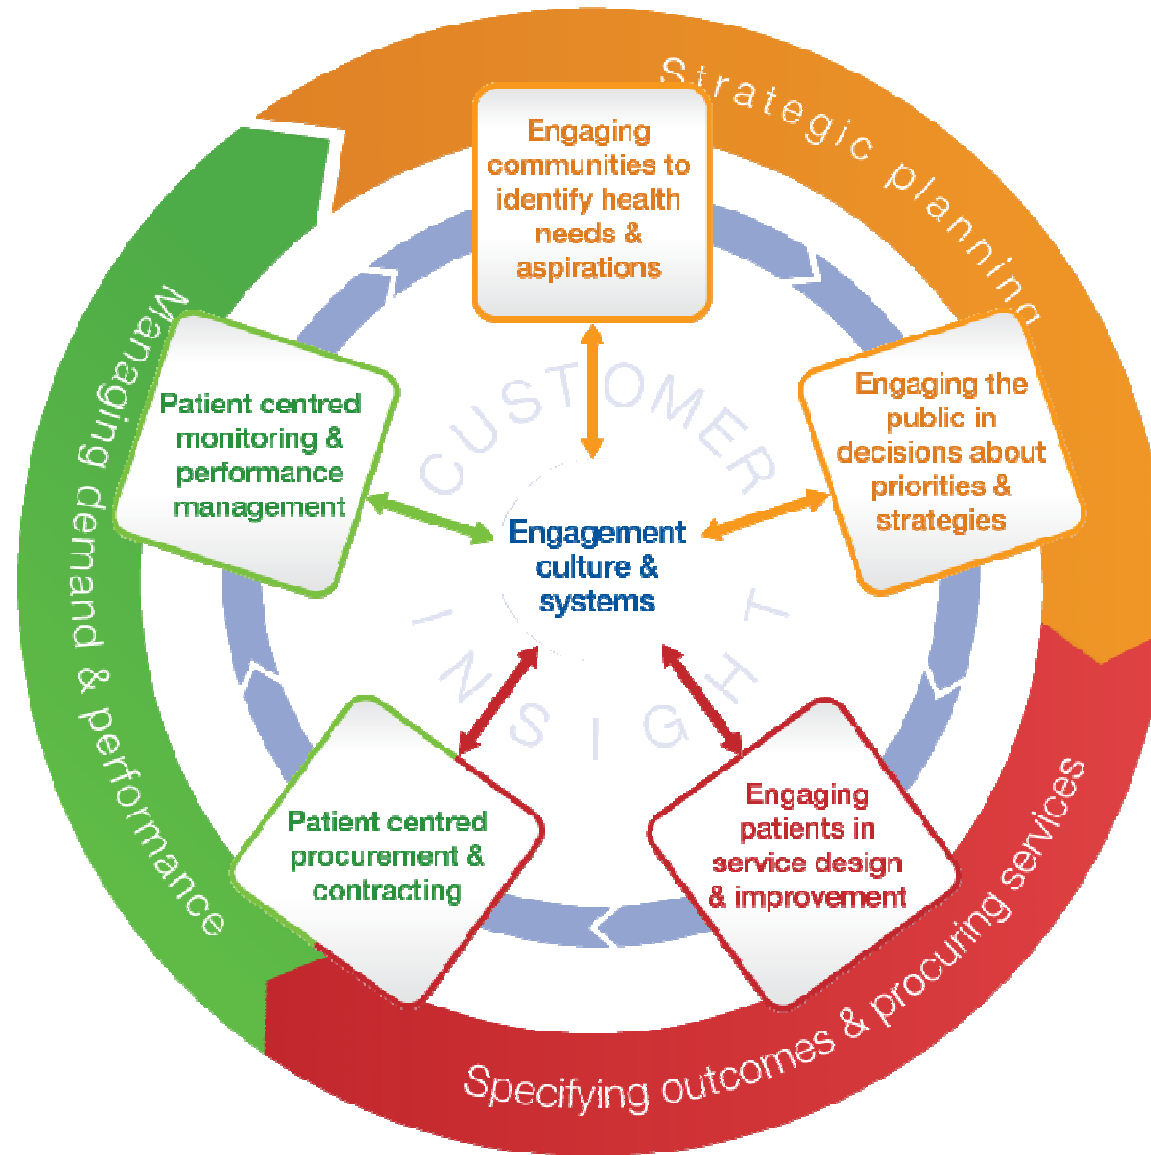 Strategic planning
Engaging
communities to
identify health
needs &
aspirations
Engaging the
public in
decisions about
priorities &
strategies
Specifying outcomes & procuring services
Engaging
patients in
service design
& improvement
Patient centred
procurement &
contracting
Managing demand & performance
Patient centred
monitoring &
performance
management
CUSTOMER
INSIGHT
Engagement
culture &
systems